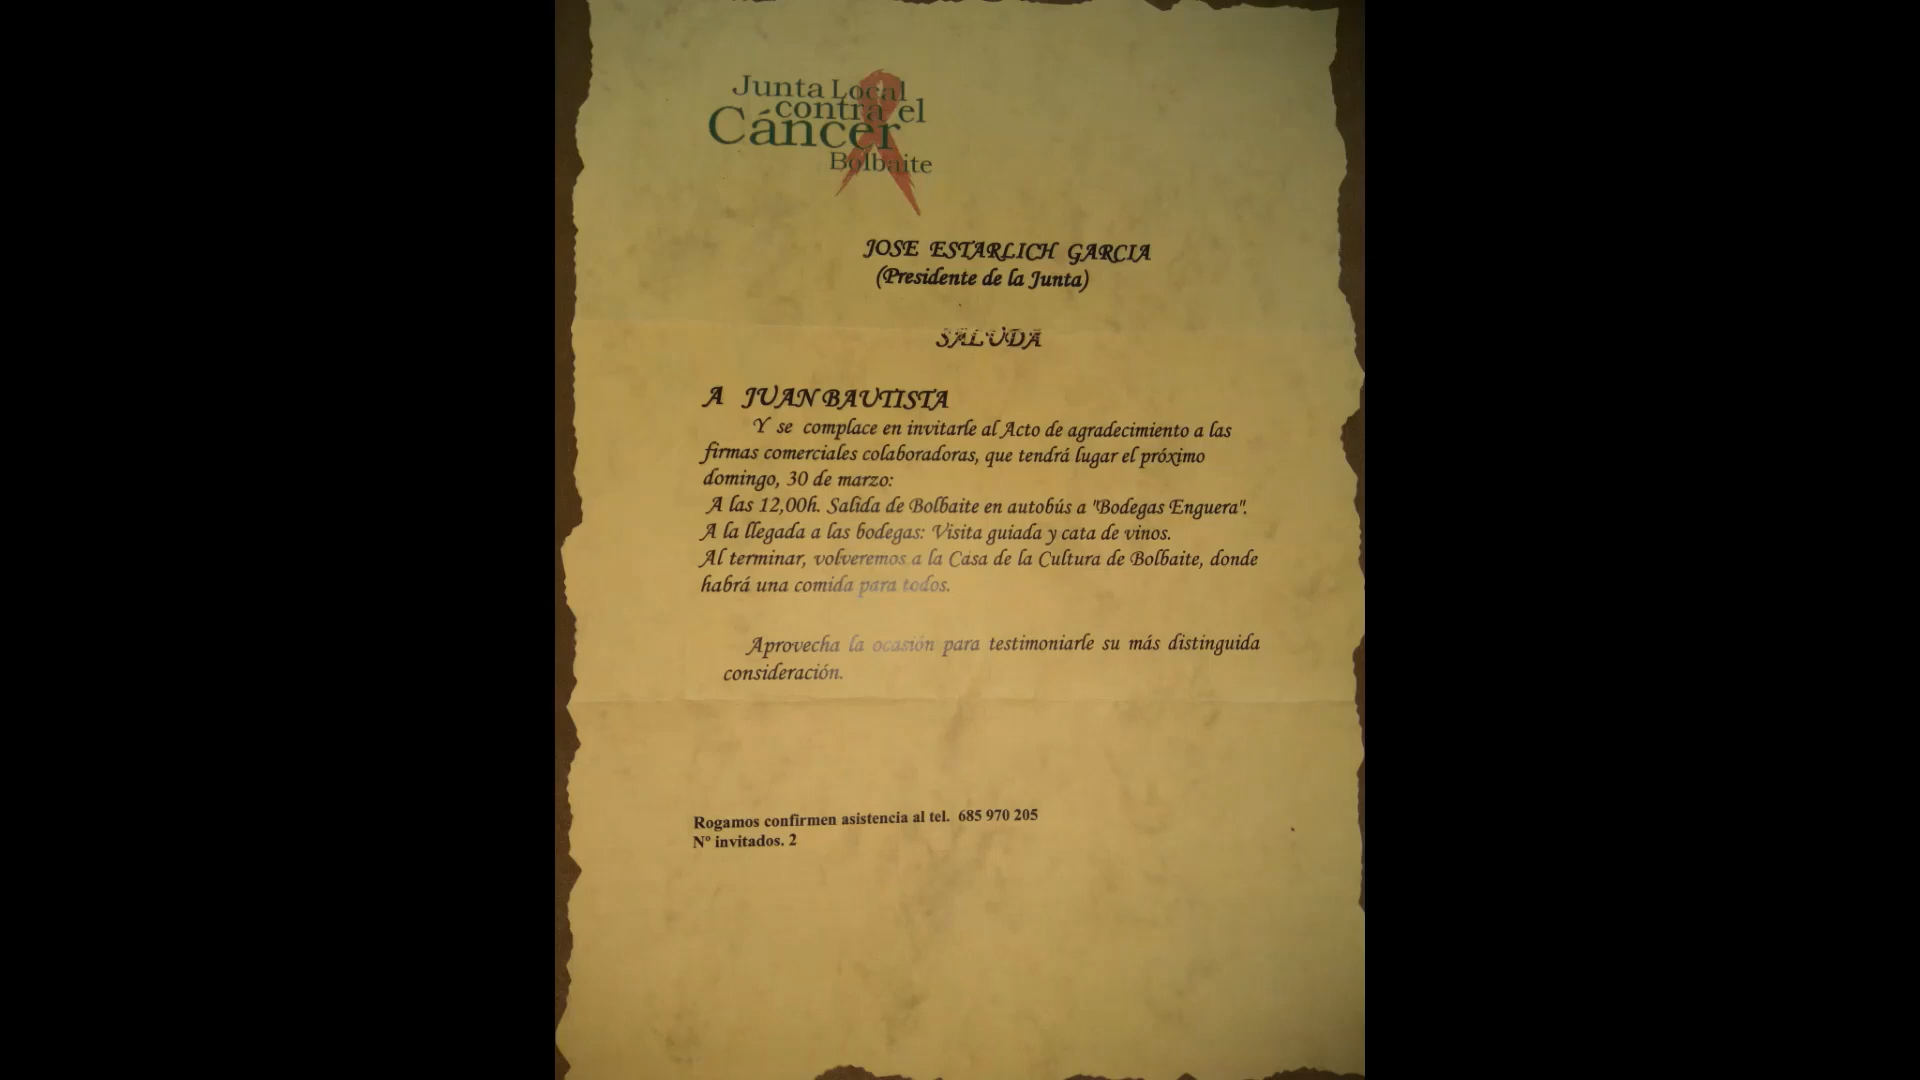 Junta Local
contra el
Cáncer
Bolbaite
JOSE ESTARLICH GARCIA
(Presidente de la Junta)
SALUDA
A JUAN BAUTISTA
Y se complace en invitarle al Acto de agradecimiento a las
firmas comerciales colaboradoras, que tendrá lugar el próximo
domingo, 30 de marzo:
A las 12,00h. Salida de Bolbaite en autobús a "Bodegas Enguera".
A la llegada a las bodegas: Visita guiada y cata de vinos.
Al terminar, volveremos a la Casa de la Cultura de Bolbaite, donde
habrá una comida para todos.
Aprovecha la ocasión para testimoniarle su más distinguida
consideración.
Rogamos confirmen asistencia al tel. 685 970 205
Nº invitados. 2